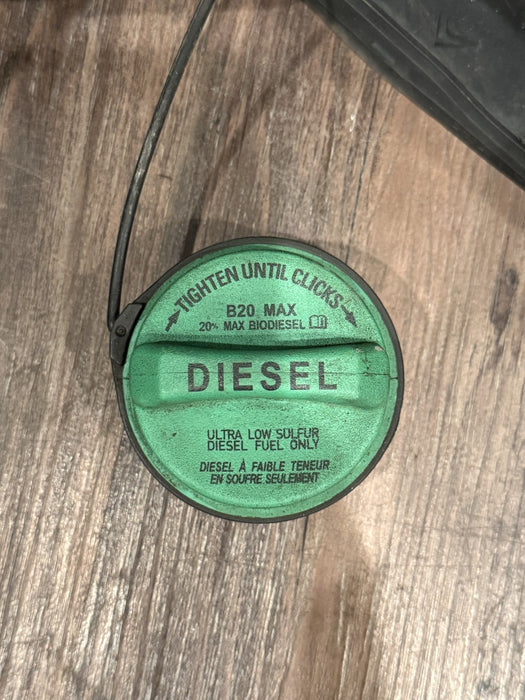 TIGHTEN UNTIL CLICKS
B20 MAX
20% MAX BIODIESEL
DIESEL
ULTRA LOW SULFUR
DIESEL FUEL ONLY
DIESEL À FAIBLE TENEUR
EN SOUFRE SEULEMENT